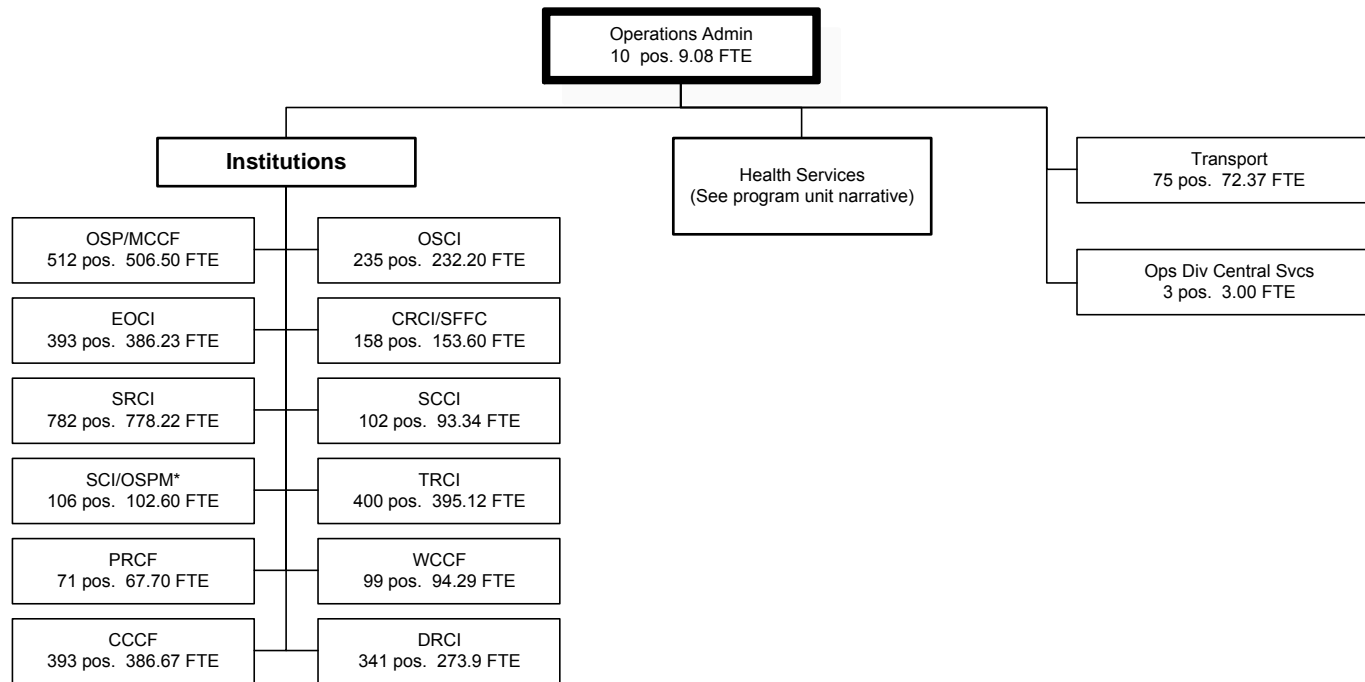 Operations Admin
10 pos. 9.08 FTE
Institutions
Health Services
(See program unit narrative)
Transport
75 pos. 72.37 FTE
Ops Div Central Svcs
3 pos. 3.00 FTE
OSP/MCCF
512 pos. 506.50 FTE
OSCI
235 pos. 232.20 FTE
EOCI
393 pos. 386.23 FTE
CRCI/SFFC
158 pos. 153.60 FTE
SRCI
782 pos. 778.22 FTE
SCCI
102 pos. 93.34 FTE
SCI/OSPM*
106 pos. 102.60 FTE
TRCI
400 pos. 395.12 FTE
PRCF
71 pos. 67.70 FTE
WCCF
99 pos. 94.29 FTE
CCCF
393 pos. 386.67 FTE
DRCI
341 pos. 273.9 FTE